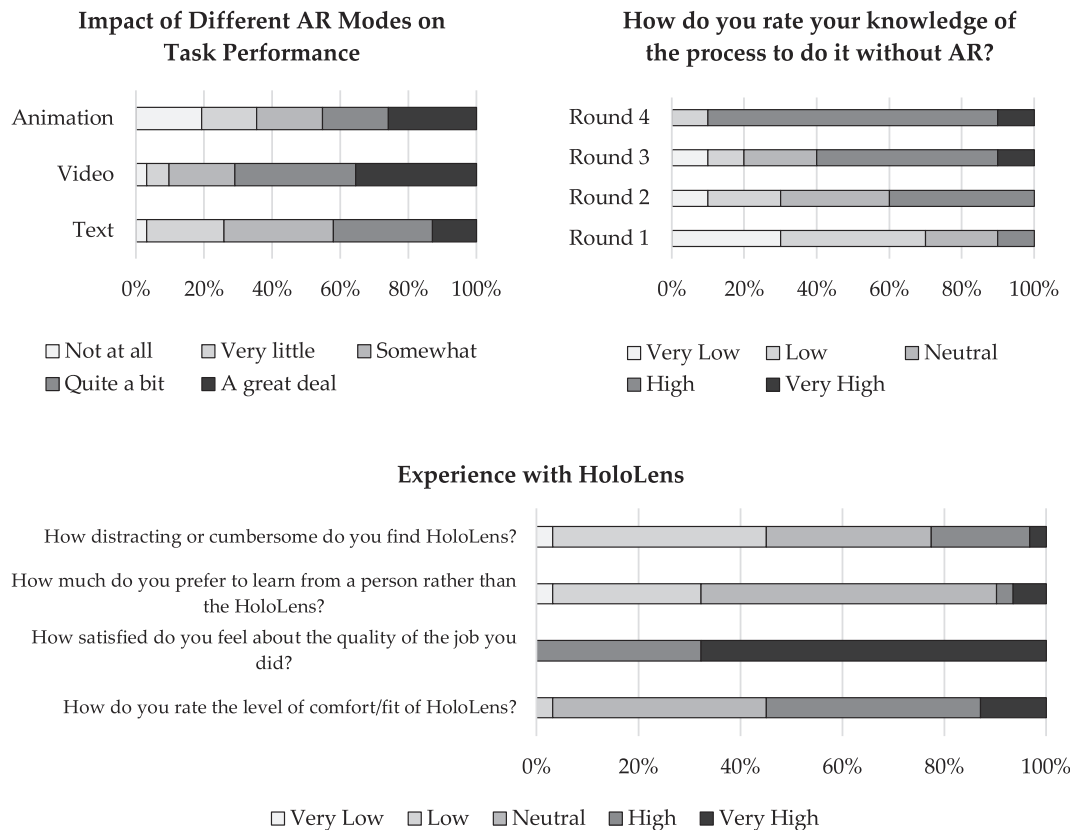 Impact of Different AR Modes on
Task Performance
Animation
Video
Text
0% 20% 40% 60% 80% 100%
Not at all Very little Somewhat
Quite a bit A great deal
How do you rate your knowledge of
the process to do it without AR?
Round 4
Round 3
Round 2
Round 1
0% 20% 40% 60% 80% 100%
Very Low Low Neutral
High Very High
Experience with HoloLens
How distracting or cumbersome do you find HoloLens?
How much do you prefer to learn from a person rather than
the HoloLens?
How satisfied do you feel about the quality of the job you
did?
How do you rate the level of comfort/fit of HoloLens?
0% 20% 40% 60% 80% 100%
Very Low Low Neutral High Very High